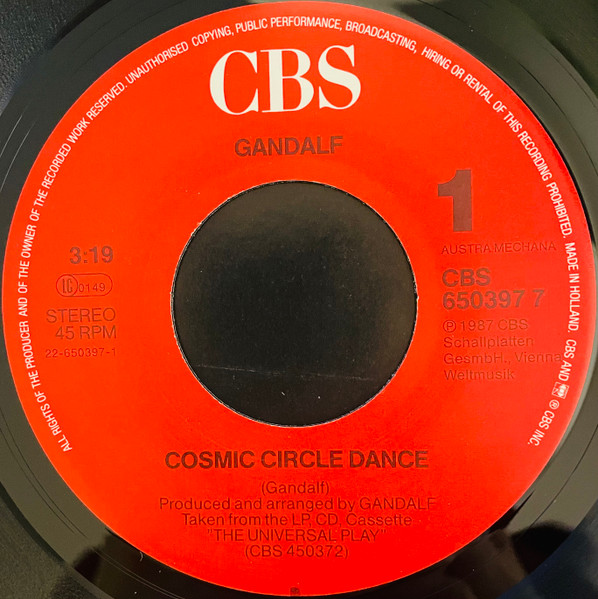 ALL RIGHTS OF THE PRODUCER AND OF THE OWNER OF THE RECORDED WORK RESERVED. UNAUTHORISED COPYING, PUBLIC PERFORMANCE, BROADCASTING, HIRING OR RENTAL OF THIS RECORDING PROHIBITED. MADE IN HOLLAND. CBS AND ℗ CBS INC.
CBS
GANDALF
1
AUSTRA-MECHANA
3:19
LC 0149
STEREO
45 RPM
22-650397-1
CBS
650397 7
℗ 1987 CBS
Schallplatten
GesmbH., Vienna
Weltmusik
COSMIC CIRCLE DANCE
(Gandalf)
Produced and arranged by GANDALF
Taken from the LP, CD, Cassette
"THE UNIVERSAL PLAY"
(CBS 450372)